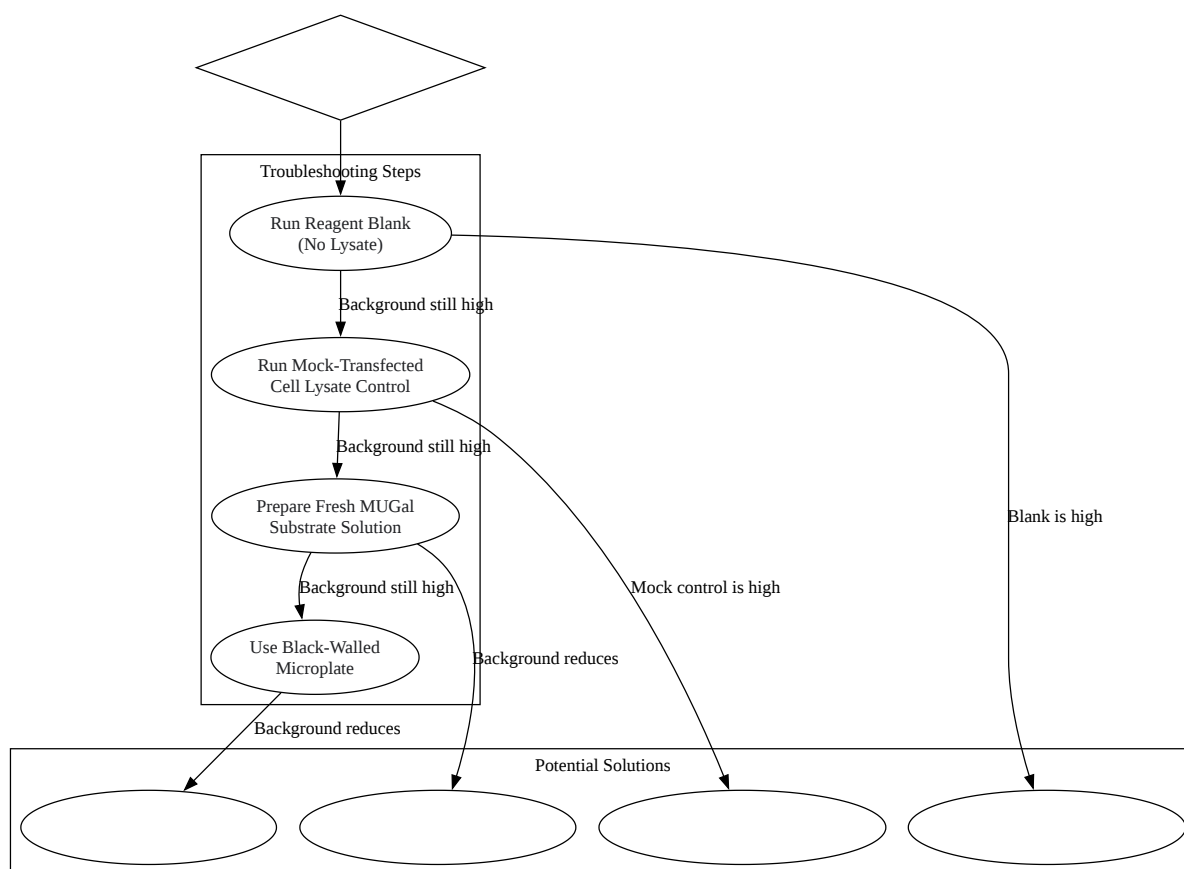 Troubleshooting Steps
Run Reagent Blank
(No Lysate)
Background still high
Run Mock-Transfected
Cell Lysate Control
Background still high
Prepare Fresh MUGal
Substrate Solution
Blank is high
Background still high
Mock control is high
Use Black-Walled
Microplate
Background reduces
Background reduces
Potential Solutions